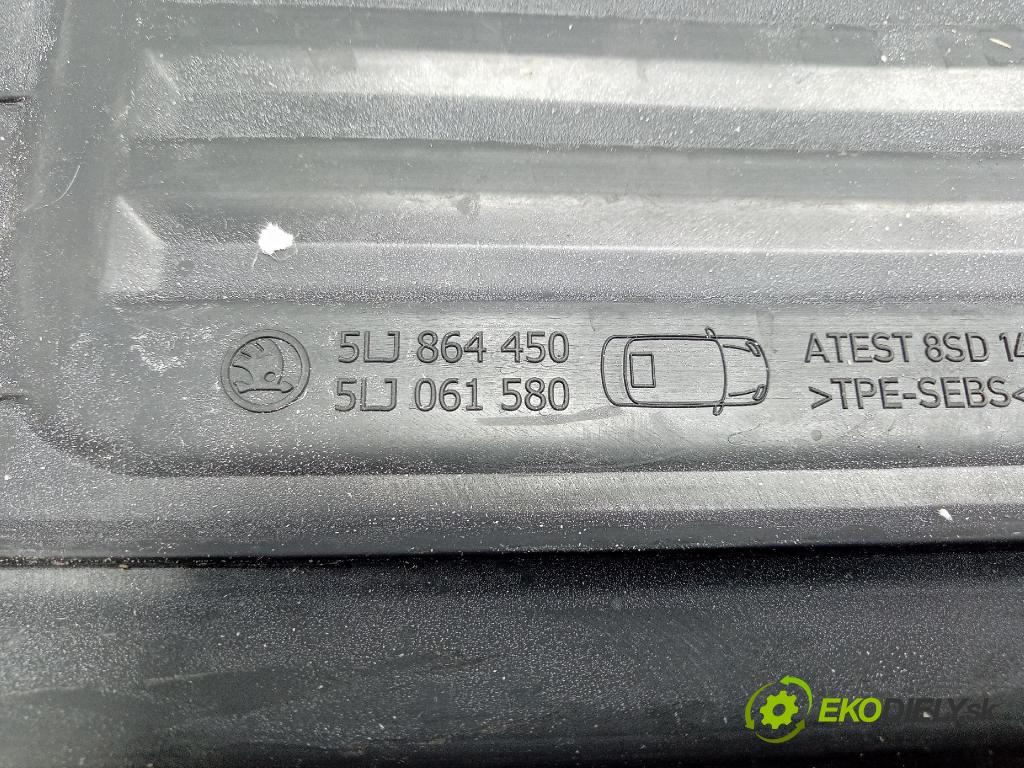 5LJ 864 450
5LJ 061 580
ATEST 8SD 14
>TPE-SEBS<
EKODIELY.sk